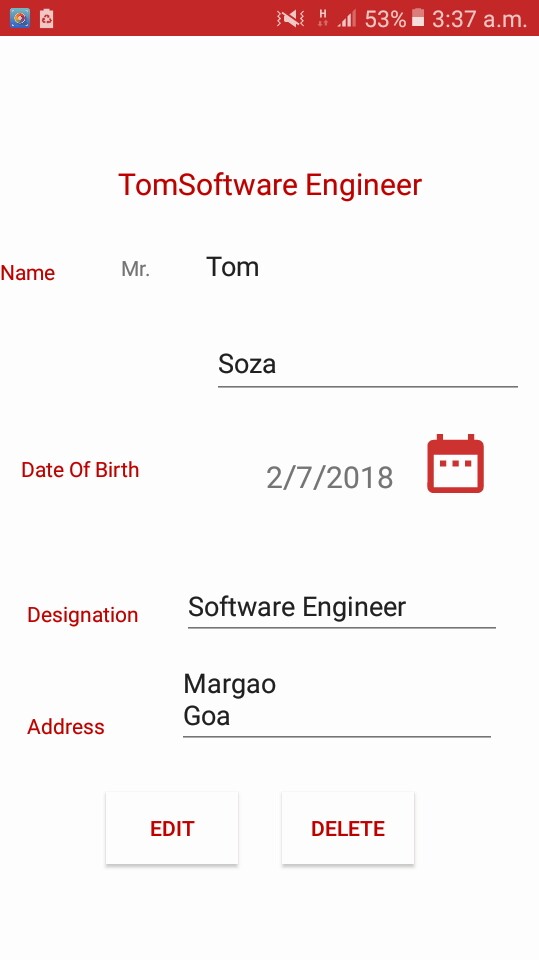 H 53% 3:37 a.m.
TomSoftware Engineer
Name Mr. Tom
Soza
Date Of Birth 2/7/2018
Designation Software Engineer
Margao
Goa
Address
EDIT DELETE